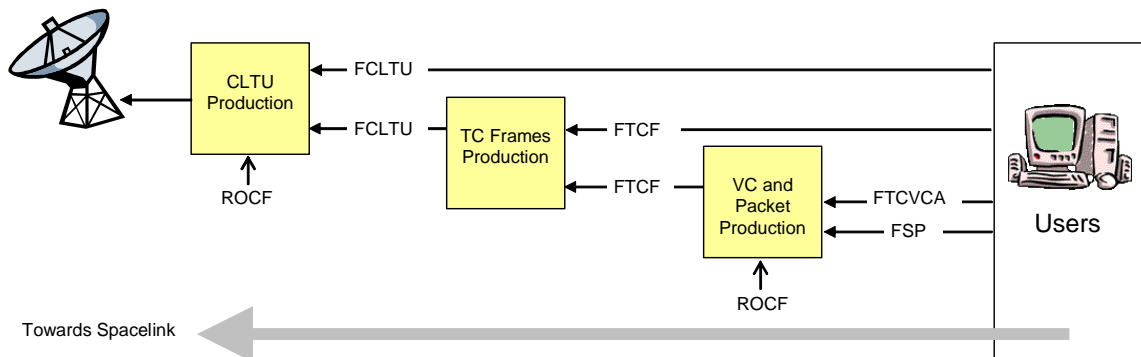 FCLTU
CLTU
Production
FCLTU
TC Frames
Production
FTCF
FTCF
VC and
Packet
Production
FTCVCA
FSP
Users
ROCF
ROCF
Towards Spacelink